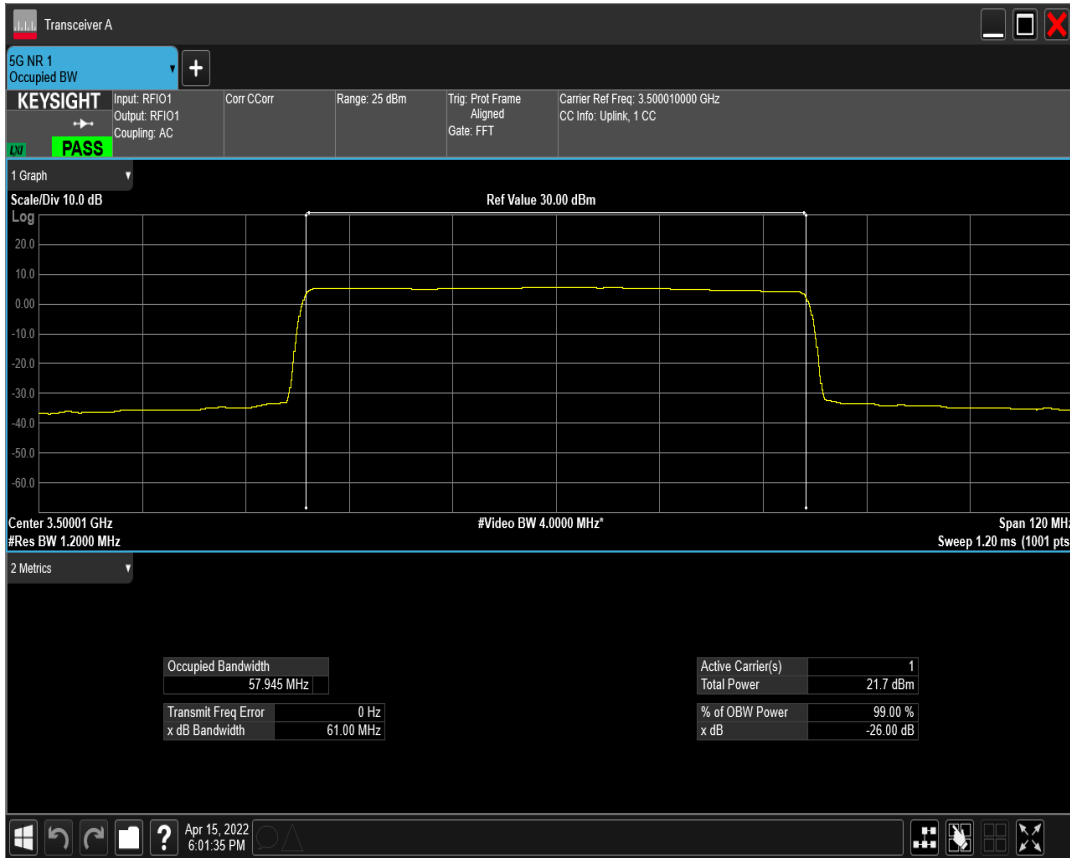 Transceiver A
5G NR 1
Occupied BW
KEYSIGHT
LXI
PASS
Input: RFIO1
Output: RFIO1
Coupling: AC
Corr CCorr
Range: 25 dBm
Trig: Prot Frame
Aligned
Gate: FFT
Carrier Ref Freq: 3.500010000 GHz
CC Info: Uplink, 1 CC
1 Graph
Scale/Div 10.0 dB
Ref Value 30.00 dBm
Log
20.0
10.0
0.00
-10.0
-20.0
-30.0
-40.0
-50.0
-60.0
Center 3.50001 GHz
#Video BW 4.0000 MHz*
Span 120 MHz
#Res BW 1.2000 MHz
Sweep 1.20 ms (1001 pts
2 Metrics
Occupied Bandwidth
57.945 MHz
Transmit Freq Error 0 Hz
x dB Bandwidth 61.00 MHz
Active Carrier(s) 1
Total Power 21.7 dBm
% of OBW Power 99.00 %
x dB -26.00 dB
?
Apr 15, 2022
6:01:35 PM